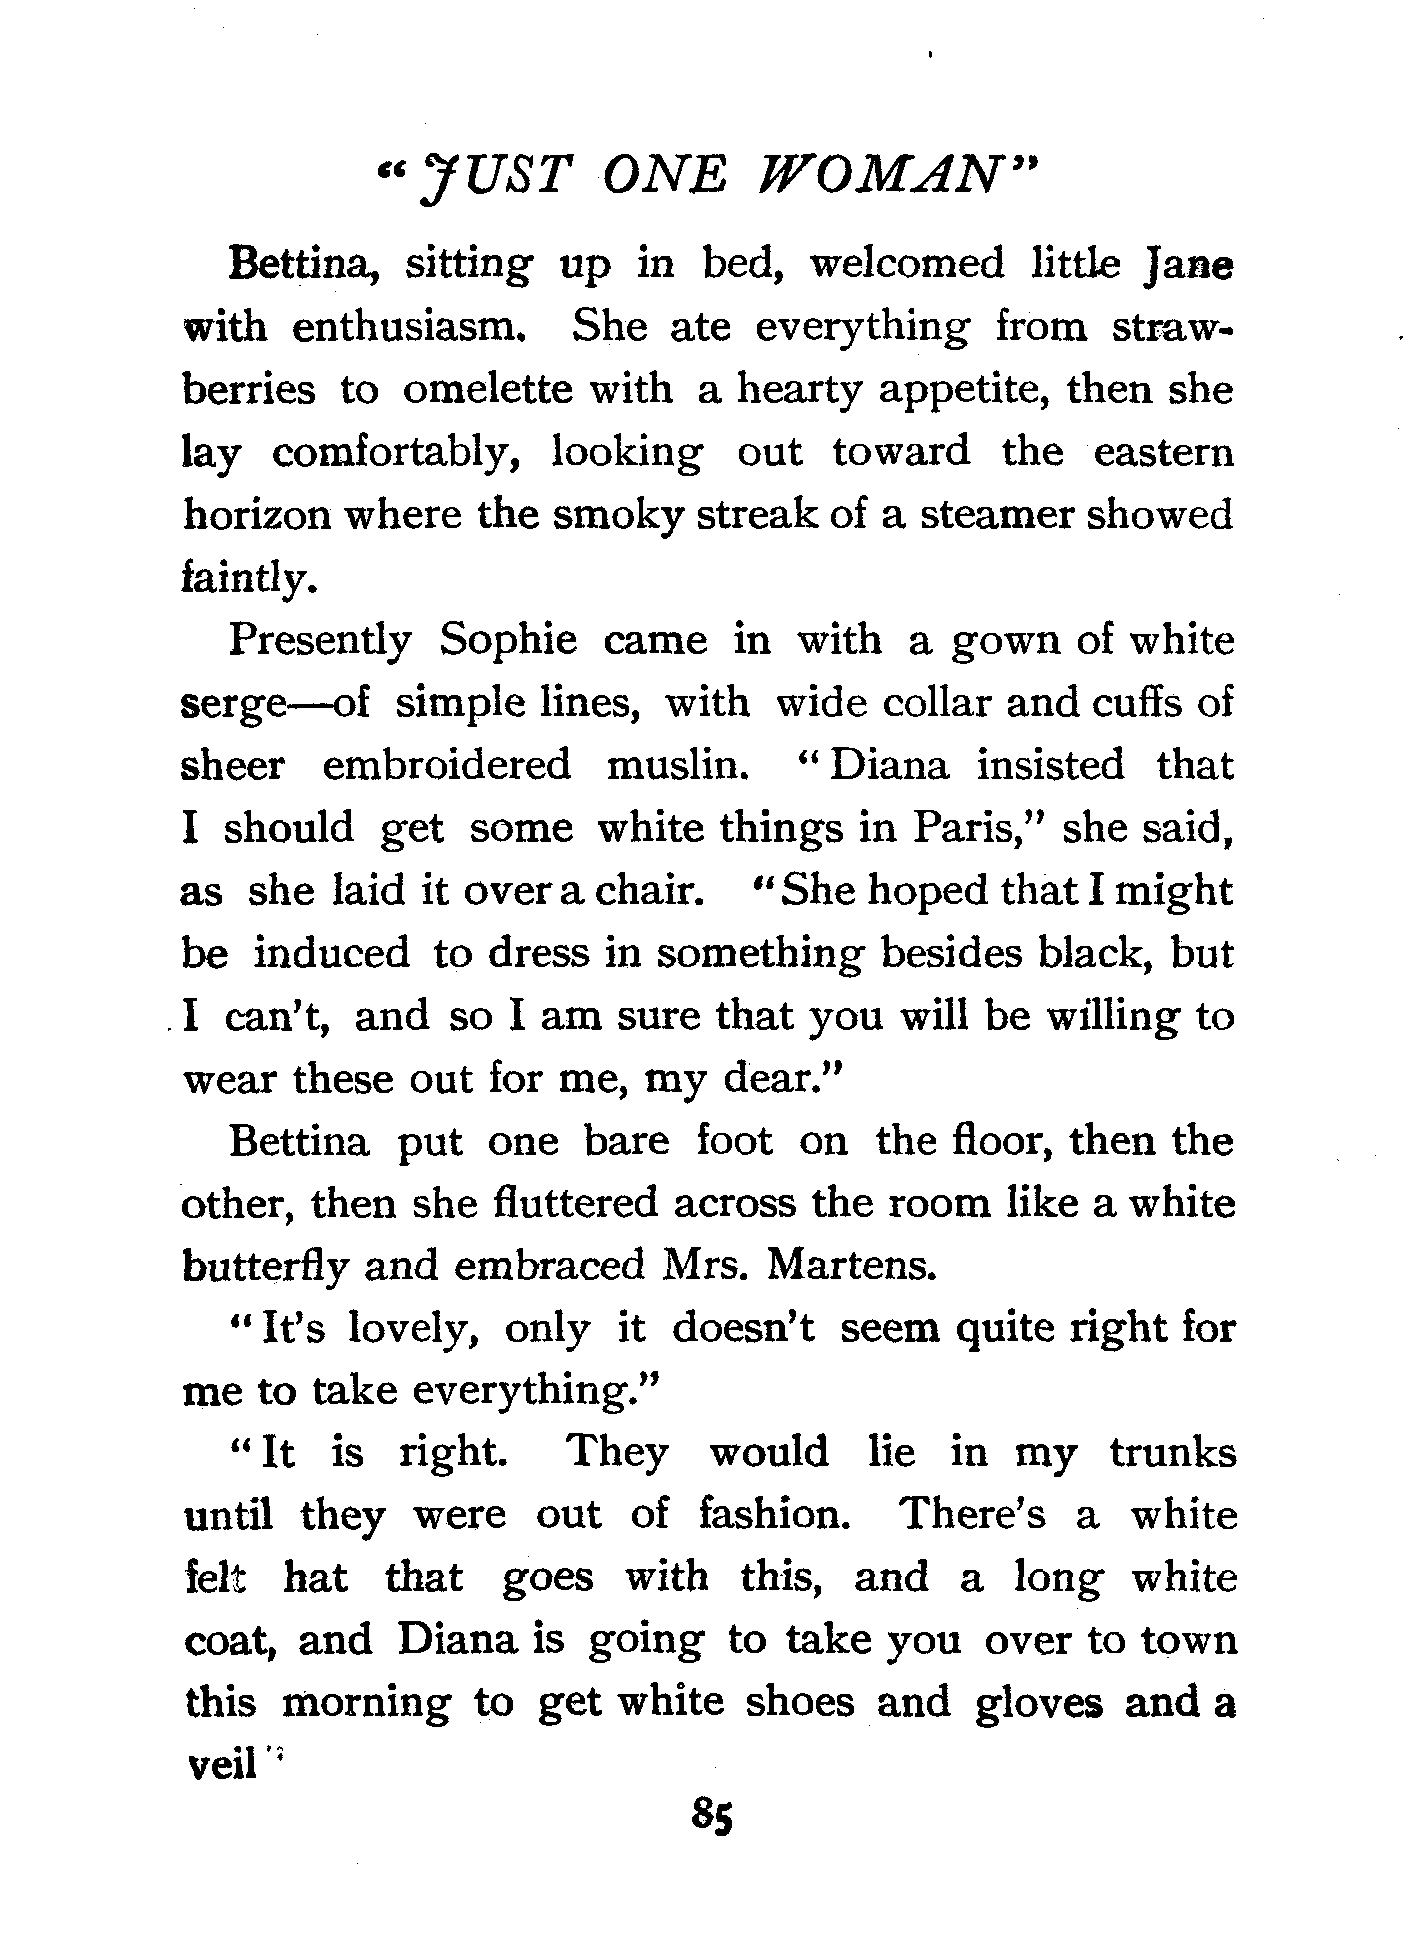 “JUST ONE WOMAN”
Bettina, sitting up in bed, welcomed little Jane
with enthusiasm. She ate everything from straw-
berries to omelette with a hearty appetite, then she
lay comfortably, looking out toward the eastern
horizon where the smoky streak of a steamer showed
faintly.
Presently Sophie came in with a gown of white
serge—of simple lines, with wide collar and cuffs of
sheer embroidered muslin. “Diana insisted that
I should get some white things in Paris,” she said,
as she laid it over a chair. “She hoped that I might
be induced to dress in something besides black, but
I can’t, and so I am sure that you will be willing to
wear these out for me, my dear.”
Bettina put one bare foot on the floor, then the
other, then she fluttered across the room like a white
butterfly and embraced Mrs. Martens.
“It’s lovely, only it doesn’t seem quite right for
me to take everything.”
“It is right. They would lie in my trunks
until they were out of fashion. There’s a white
felt hat that goes with this, and a long white
coat, and Diana is going to take you over to town
this morning to get white shoes and gloves and a
veil”
85